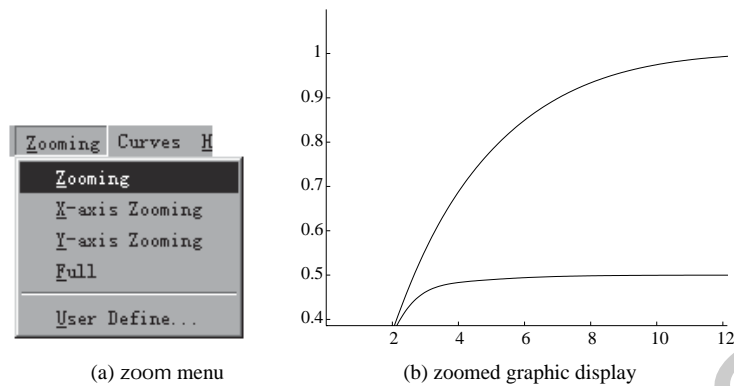 Zooming Curves H
Zooming
X-axis Zooming
Y-axis Zooming
Full
User Define...
(a) zoom menu
1
0.9
0.8
0.7
0.6
0.5
0.4
2 4 6 8 10 12
(b) zoomed graphic display